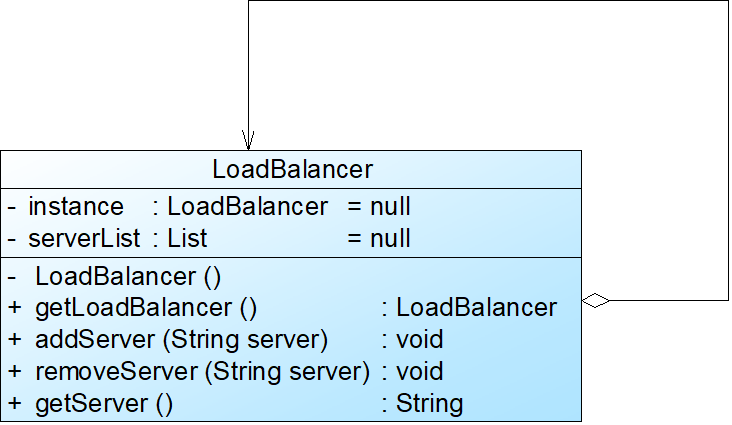 LoadBalancer
- instance : LoadBalancer = null
- serverList : List = null
- LoadBalancer ()
+ getLoadBalancer () : LoadBalancer
+ addServer (String server) : void
+ removeServer (String server) : void
+ getServer () : String